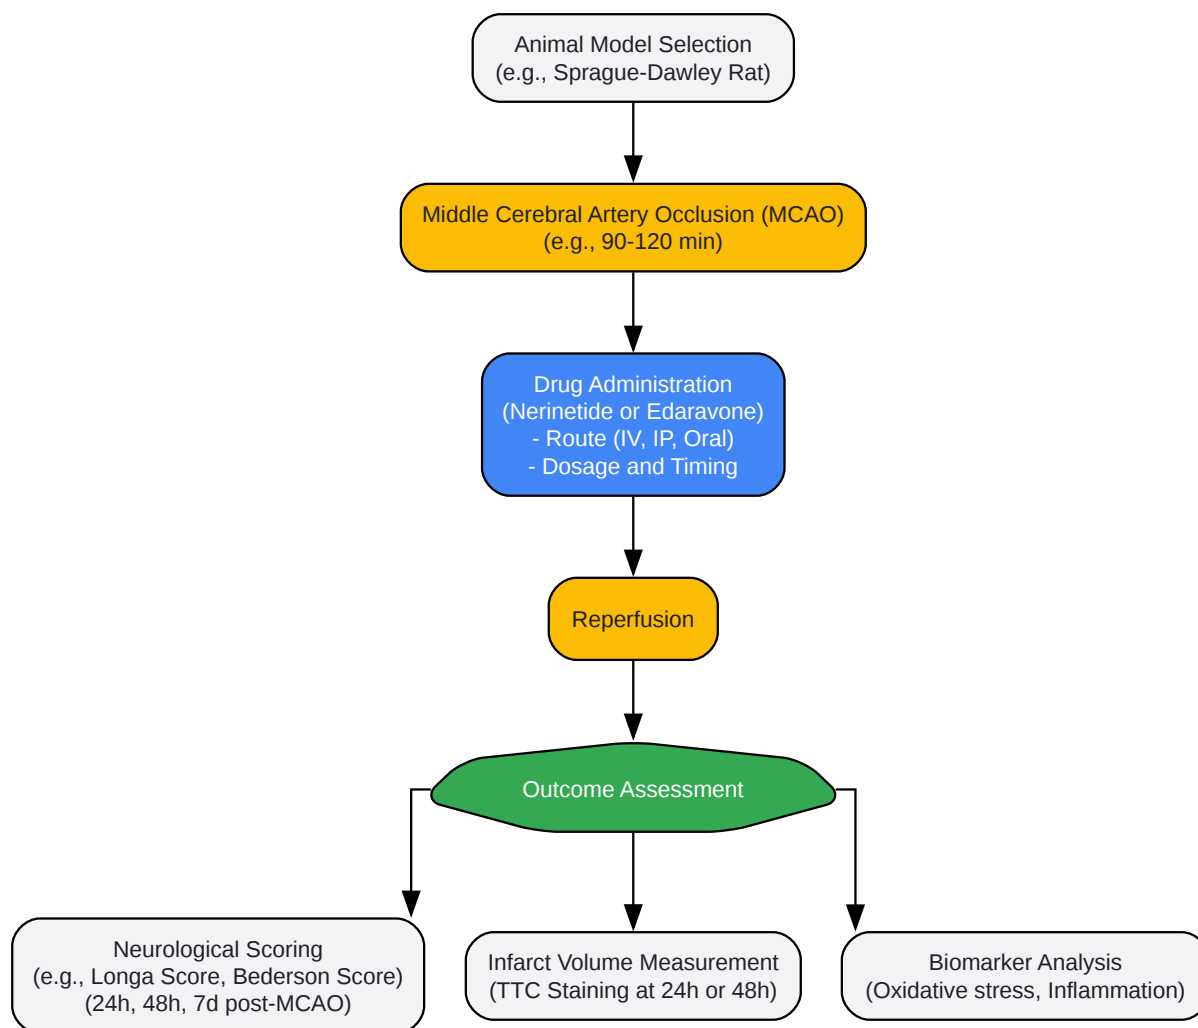 Animal Model Selection
(e.g., Sprague-Dawley Rat)
Middle Cerebral Artery Occlusion (MCAO)
(e.g., 90-120 min)
Drug Administration
(Nerinetide or Edaravone)
- Route (IV, IP, Oral)
- Dosage and Timing
Reperfusion
Outcome Assessment
Neurological Scoring
(e.g., Longa Score, Bederson Score)
(24h, 48h, 7d post-MCAO)
Infarct Volume Measurement
(TTC Staining at 24h or 48h)
Biomarker Analysis
(Oxidative stress, Inflammation)